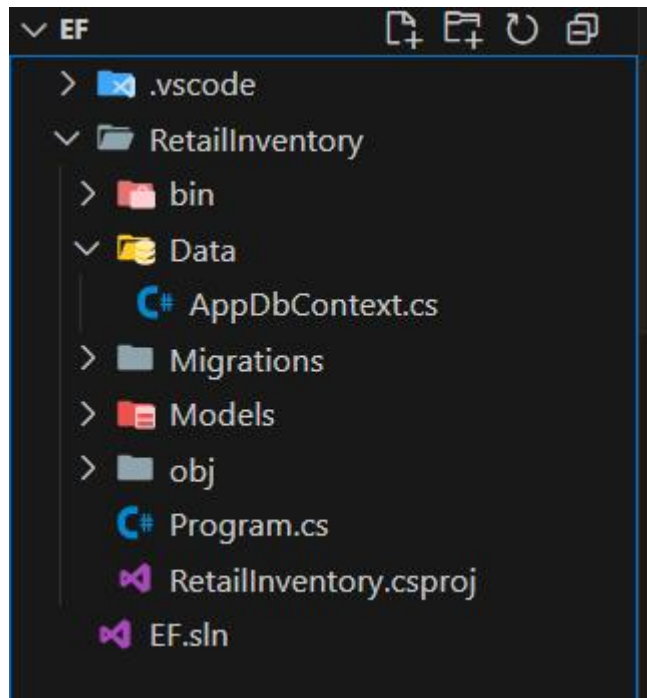 EF
.vscode
RetailInventory
bin
Data
C# AppDbContext.cs
Migrations
Models
obj
C# Program.cs
RetailInventory.csproj
EF.sln